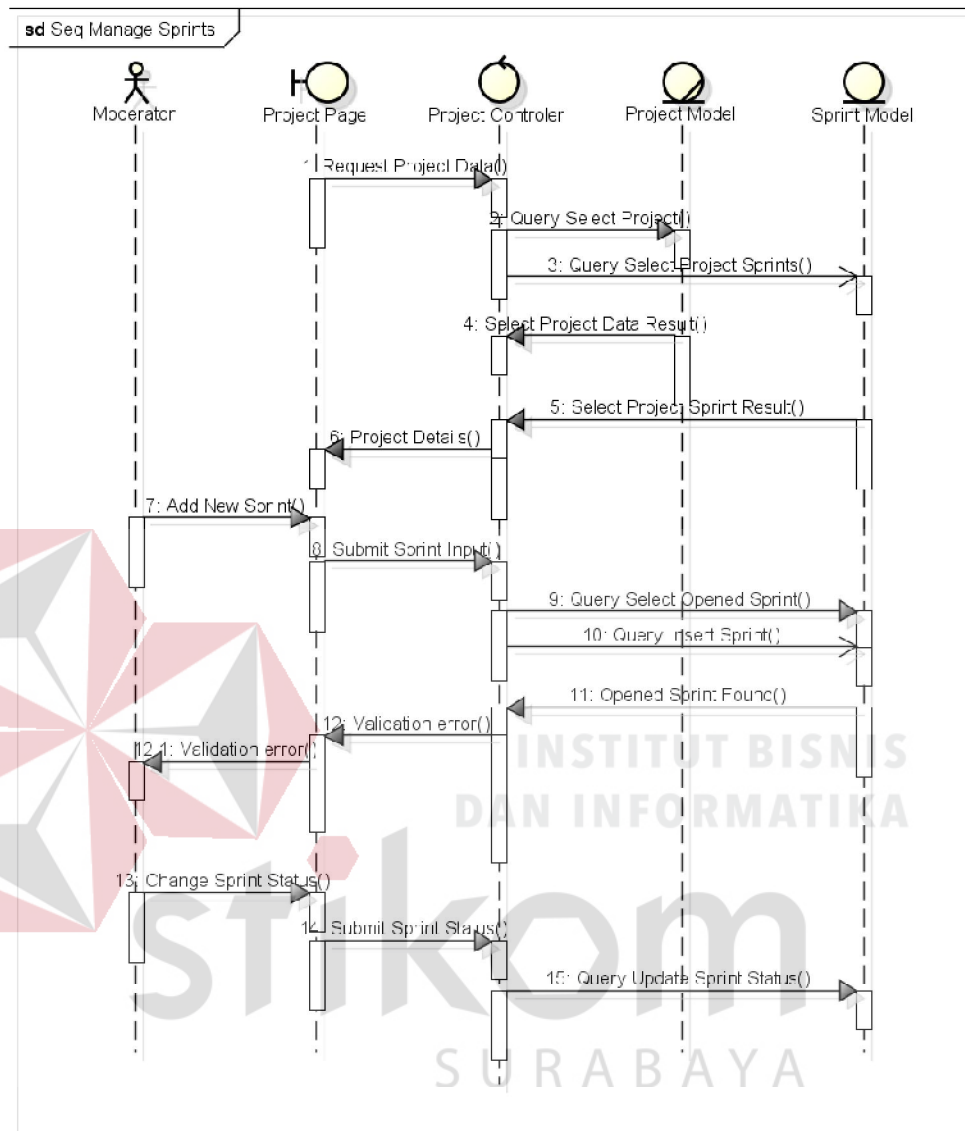 sd Seq Manage Sprints
Moderator
Project Page
Project Controler
Project Model
Sprint Model
1: Request Project Data()
2: Query Select Project()
3: Query Select Project Sprints()
4: Select Project Data Result()
5: Select Project Sprint Result()
6: Project Details()
7: Add New Sprint()
8: Submit Sprint Input()
9: Query Select Opened Sprint()
10: Query Insert Sprint()
11: Opened Sprint Found()
12: Validation error()
12.1: Validation error()
INSTITUT BISNIS
DAN INFORMATIKA
13: Change Sprint Status()
stikom
14: Submit Sprint Status()
15: Query Update Sprint Status()
SURABAYA